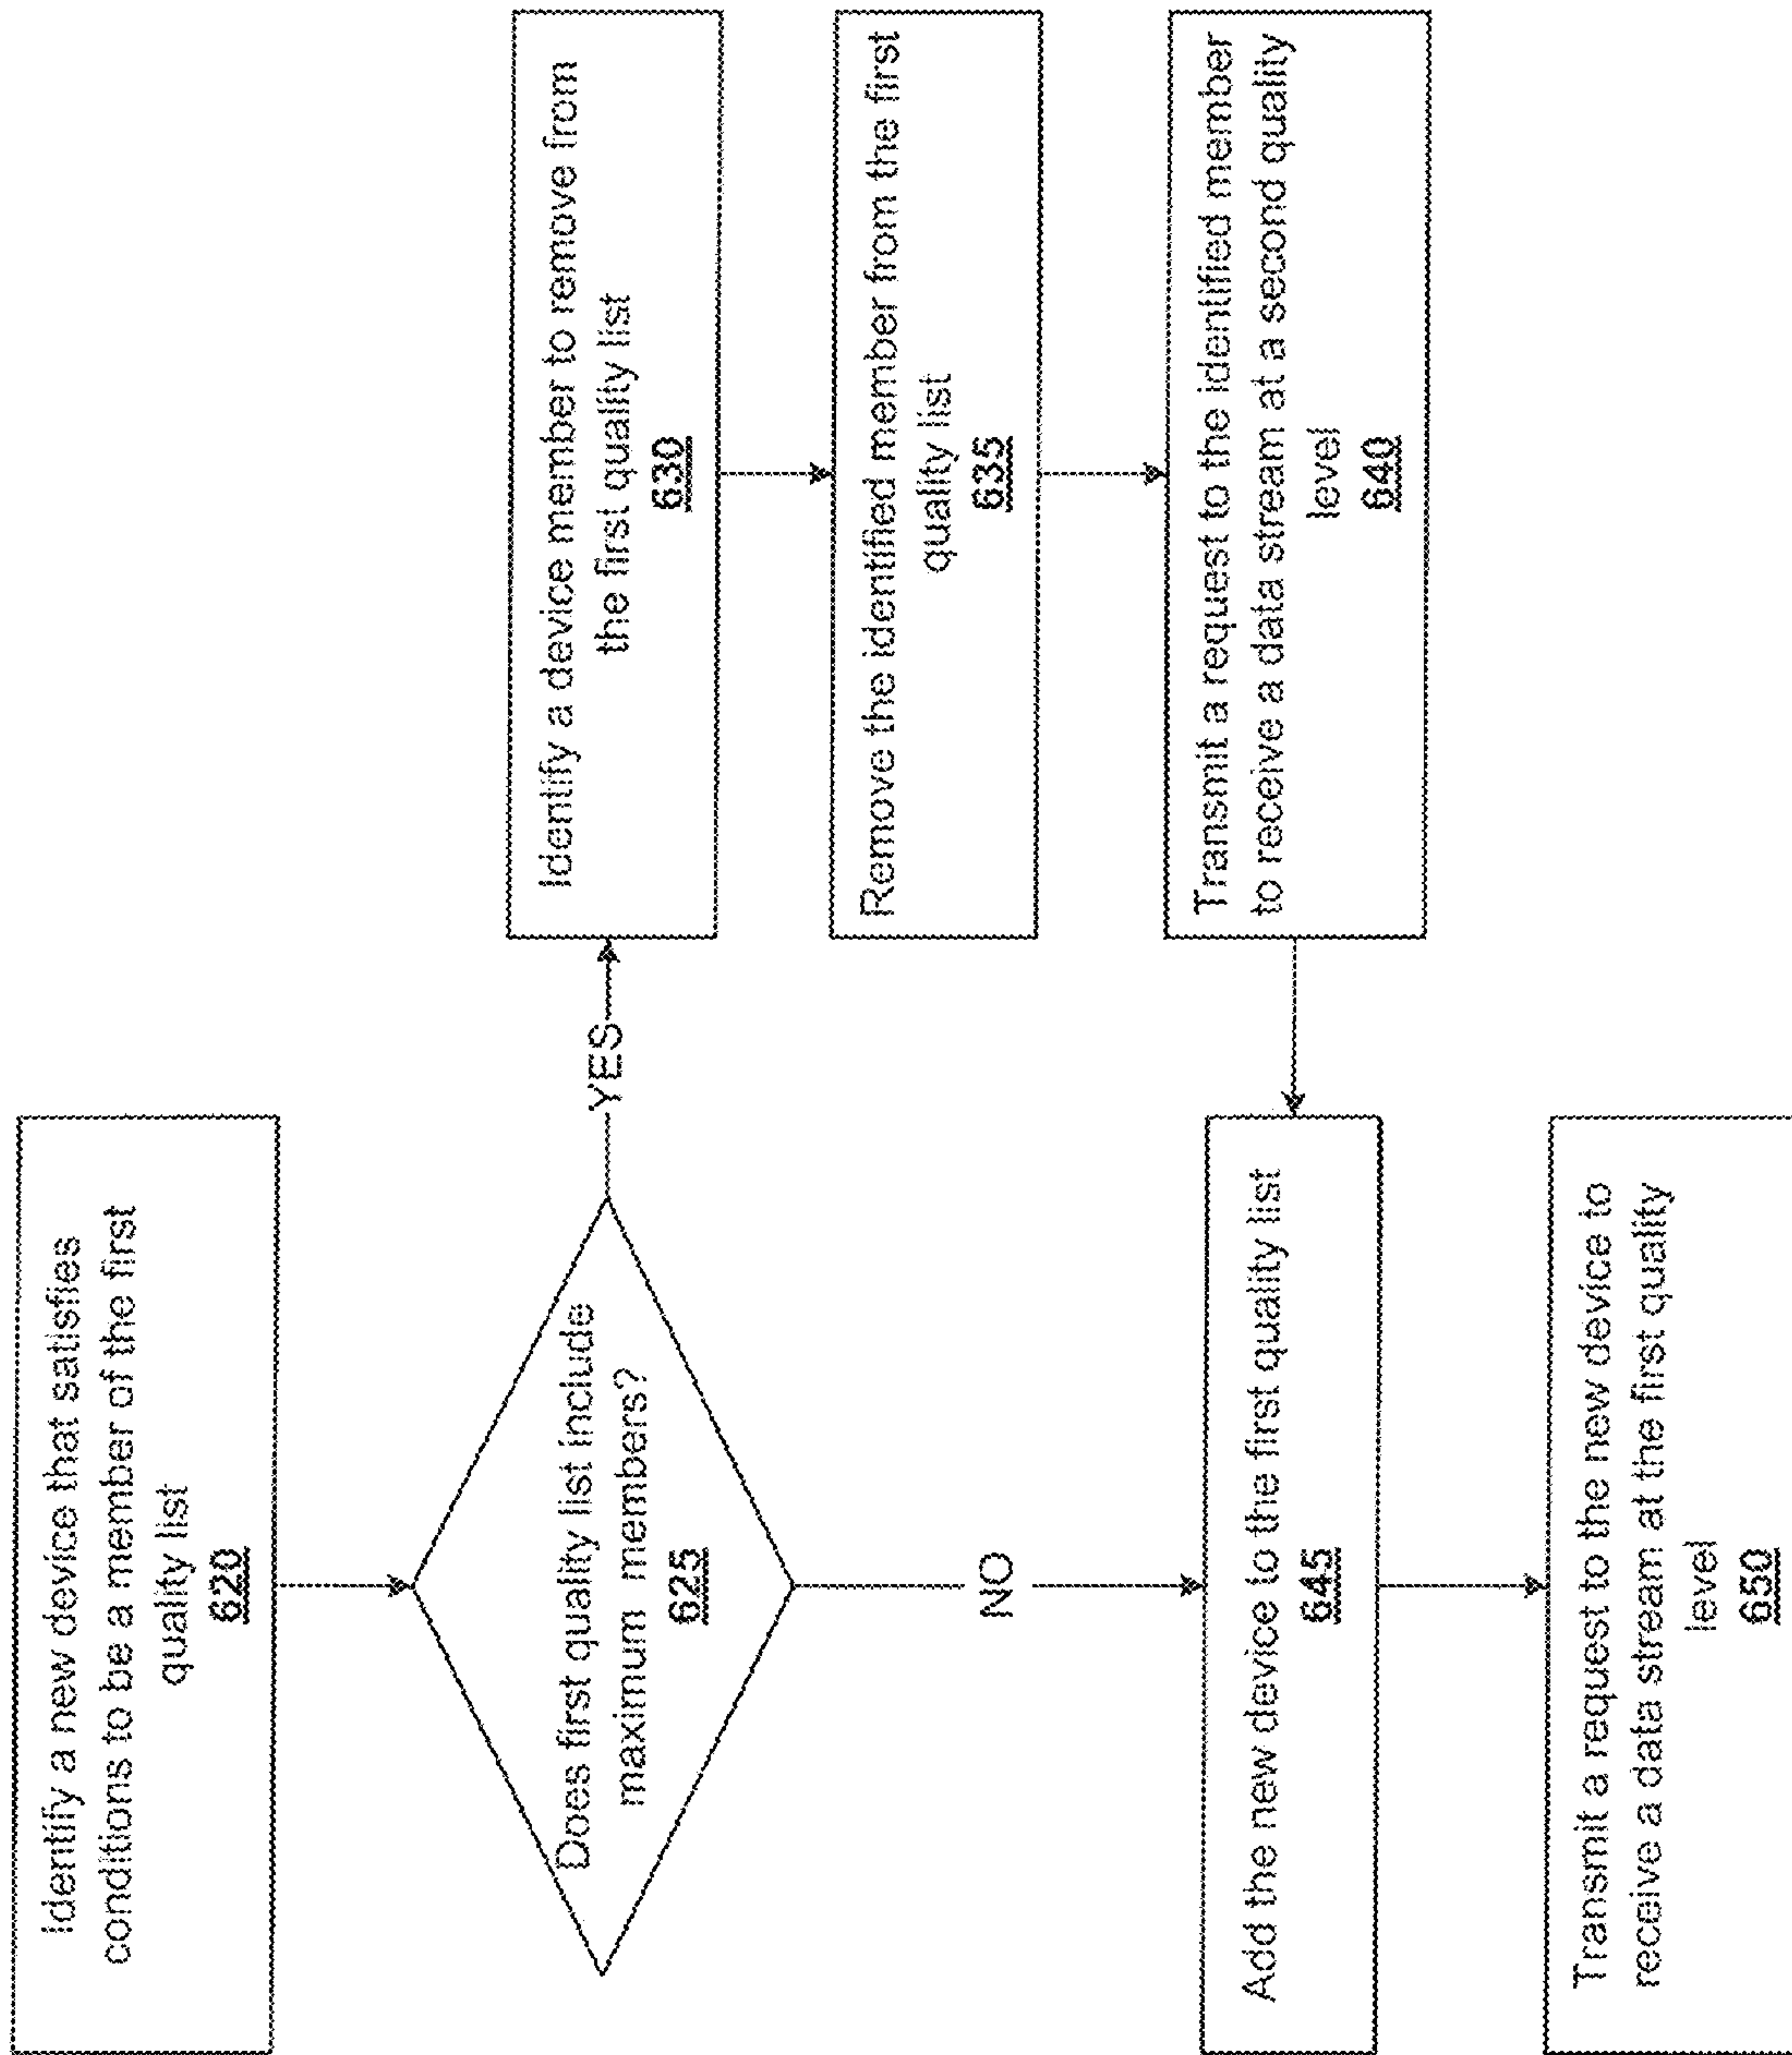 Identify a new device that satisfies
conditions to be a member of the first
quality list
620
Does first quality list include
maximum members?
625
YES
Identify a device member to remove from
the first quality list
630
Remove the identified member from the first
quality list
635
Transmit a request to the identified member
to receive a data stream at a second quality
level
640
NO
Add the new device to the first quality list
645
Transmit a request to the new device to
receive a data stream at the first quality
level
650